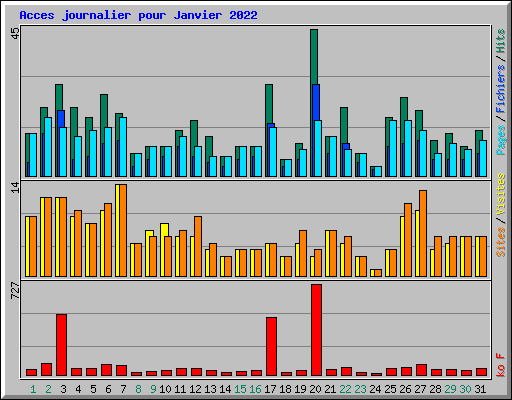 Acces journalier pour Janvier 2022
45
Pages/Fichiers/Hits
14
Sites/Visites
727
ko F
1 2 3 4 5 6 7 8 9 10 11 12 13 14 15 16 17 18 19 20 21 22 23 24 25 26 27 28 29 30 31